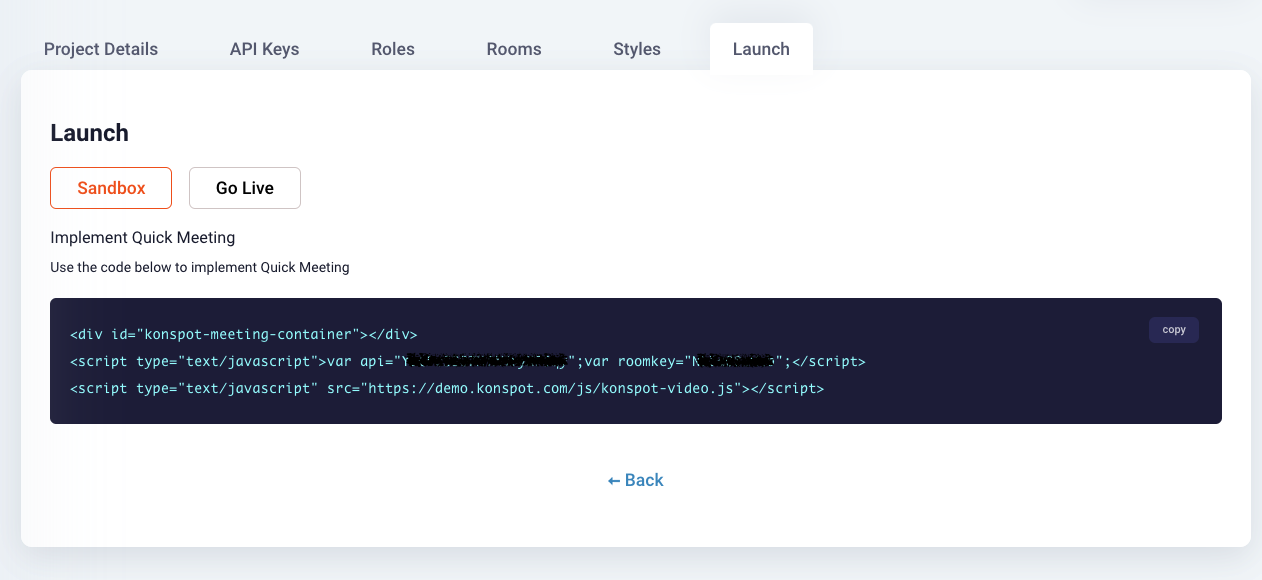 Project Details
API Keys
Roles
Rooms
Styles
Launch
Launch
Sandbox
Go Live
Implement Quick Meeting
Use the code below to implement Quick Meeting
copy
<div id="konspot-meeting-container"></div>
<script type="text/javascript">var api=" ";var roomkey=" ";</script>
<script type="text/javascript" src="https://demo.konspot.com/js/konspot-video.js"></script>
← Back